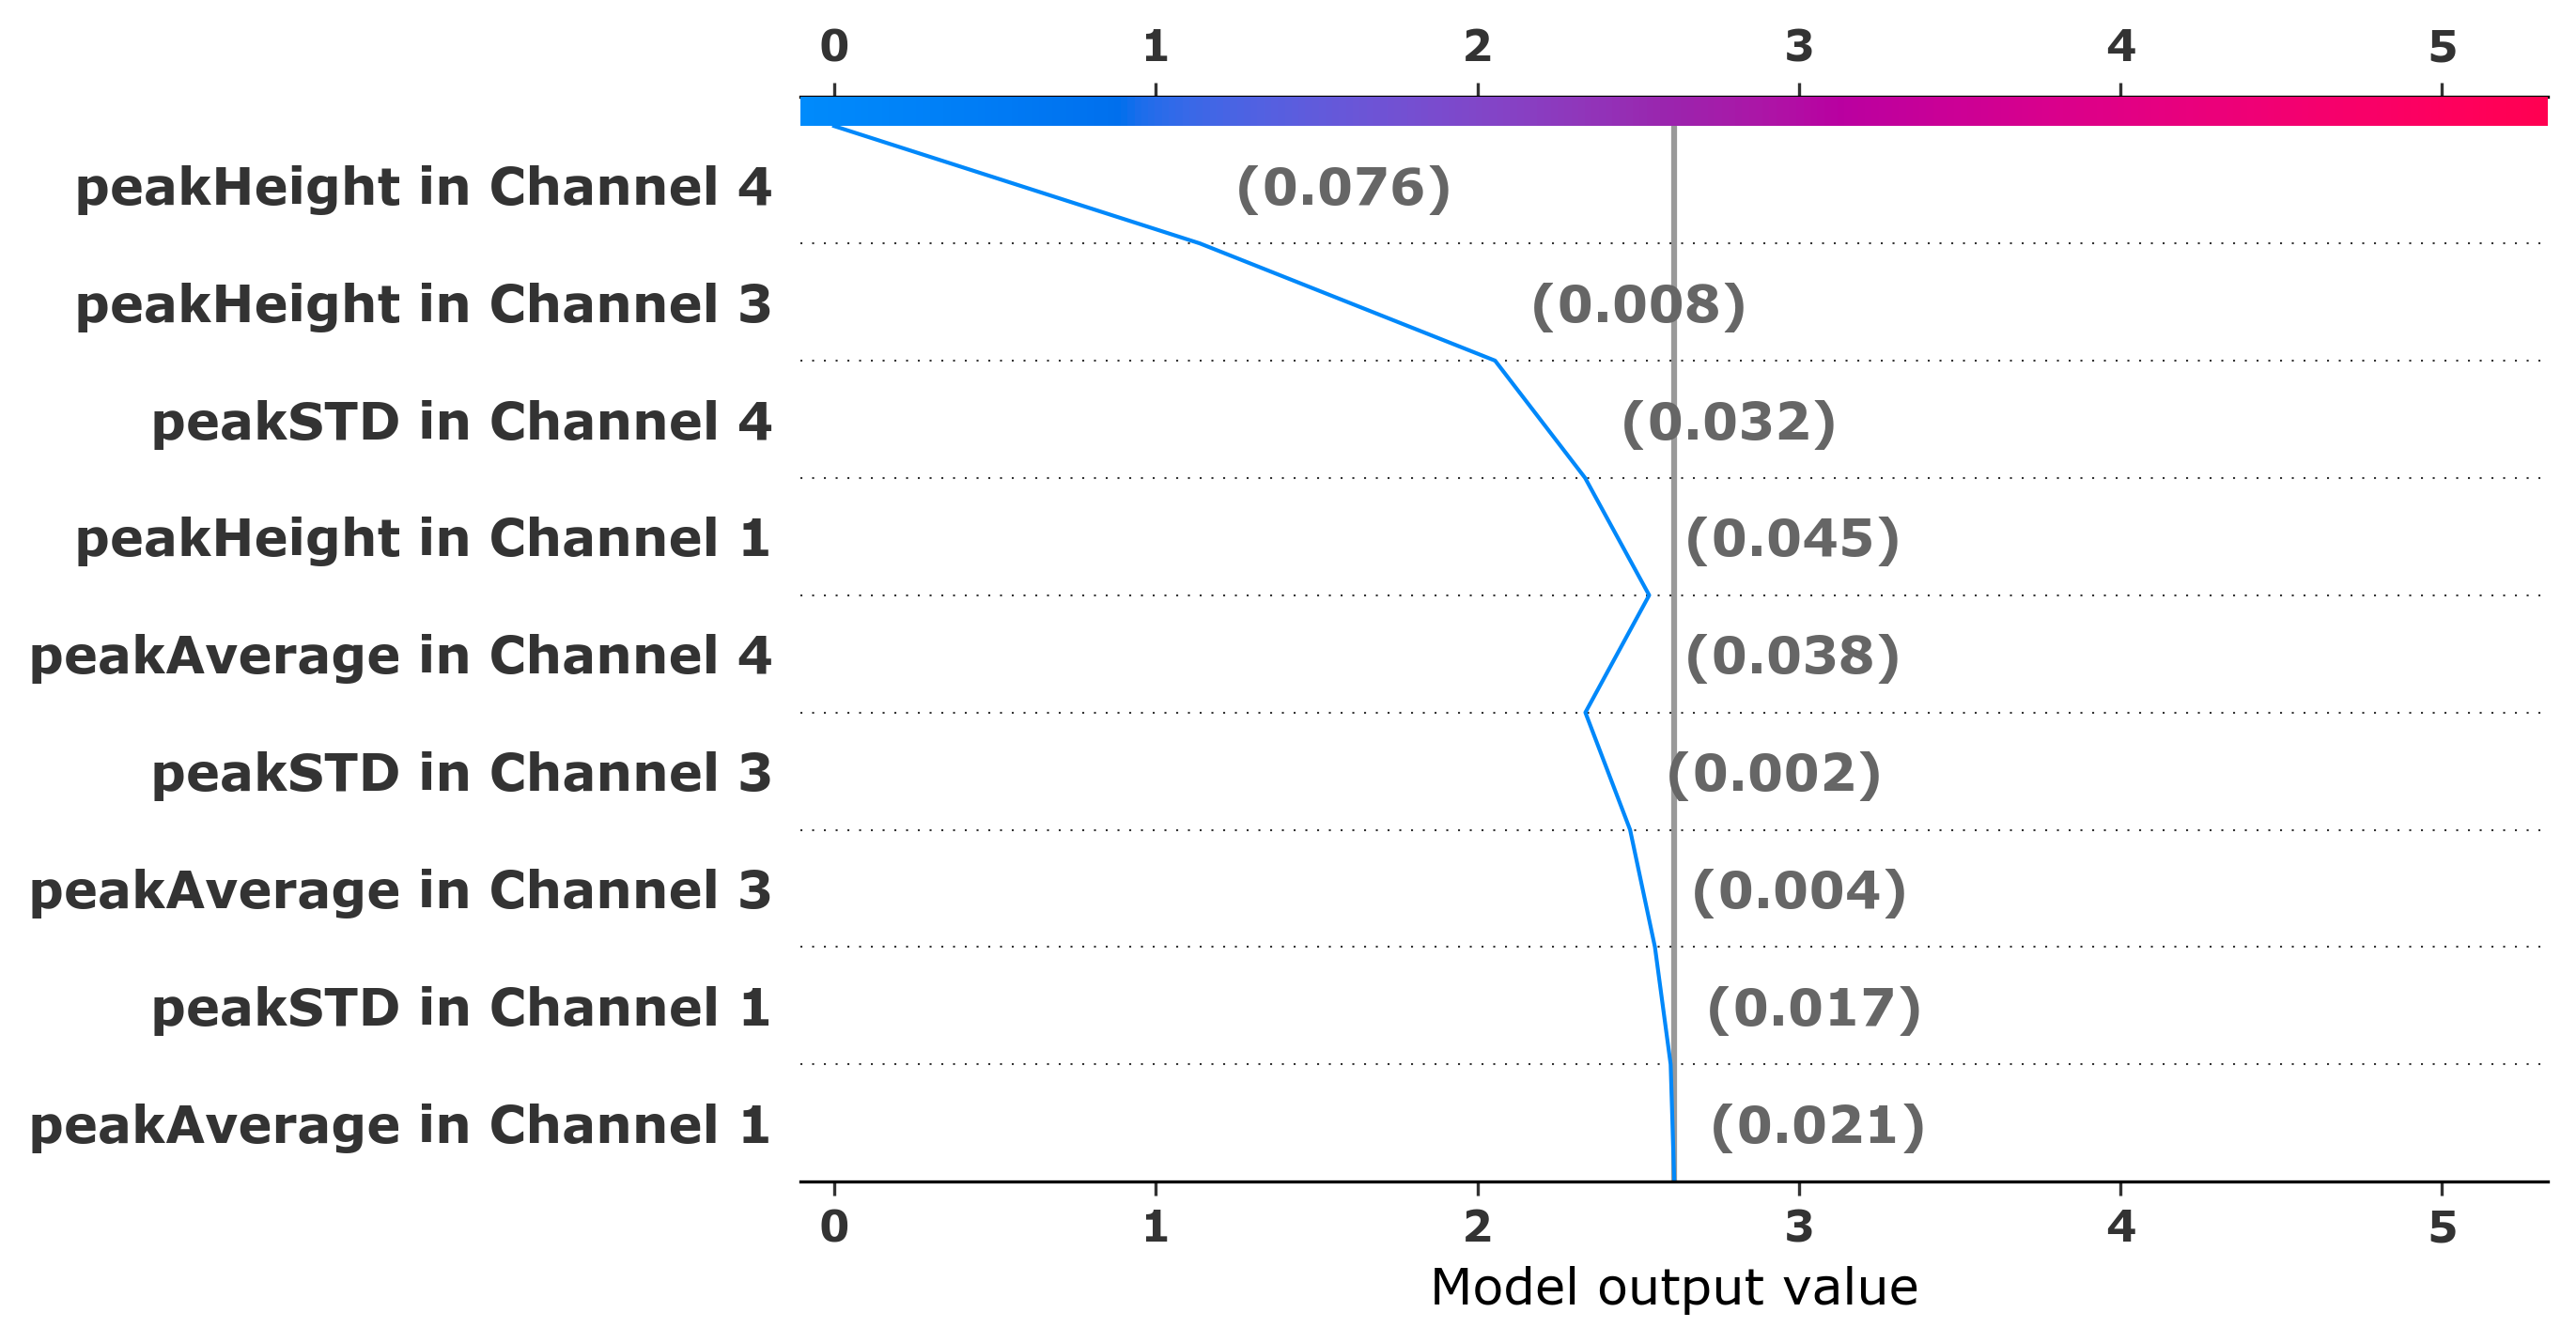 0 1 2 3 4 5
peakHeight in Channel 4 (0.076)
peakHeight in Channel 3 (0.008)
peakSTD in Channel 4 (0.032)
peakHeight in Channel 1 (0.045)
peakAverage in Channel 4 (0.038)
peakSTD in Channel 3 (0.002)
peakAverage in Channel 3 (0.004)
peakSTD in Channel 1 (0.017)
peakAverage in Channel 1 (0.021)
0 1 2 3 4 5
Model output value